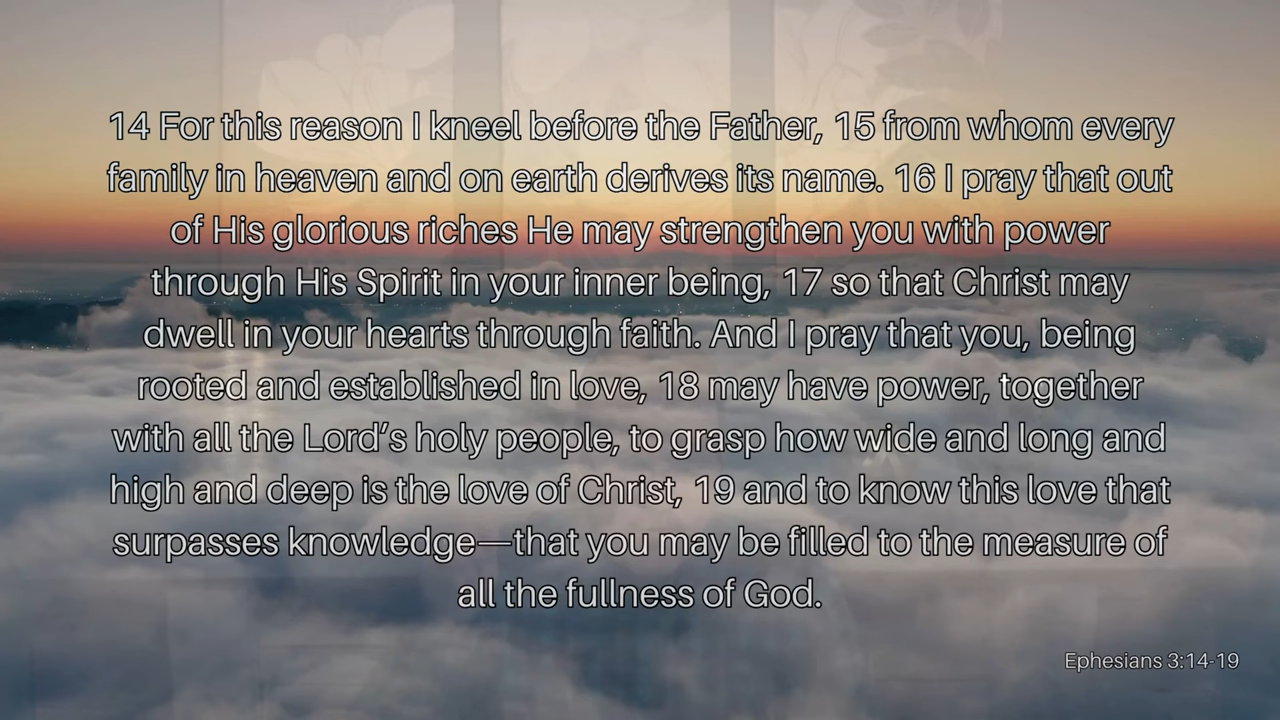 14 For this reason I kneel before the Father, 15 from whom every
family in heaven and on earth derives its name. 16 I pray that out
of His glorious riches He may strengthen you with power
through His Spirit in your inner being, 17 so that Christ may
dwell in your hearts through faith. And I pray that you, being
rooted and established in love, 18 may have power, together
with all the Lord’s holy people, to grasp how wide and long and
high and deep is the love of Christ, 19 and to know this love that
surpasses knowledge—that you may be filled to the measure of
all the fullness of God.
Ephesians 3:14-19